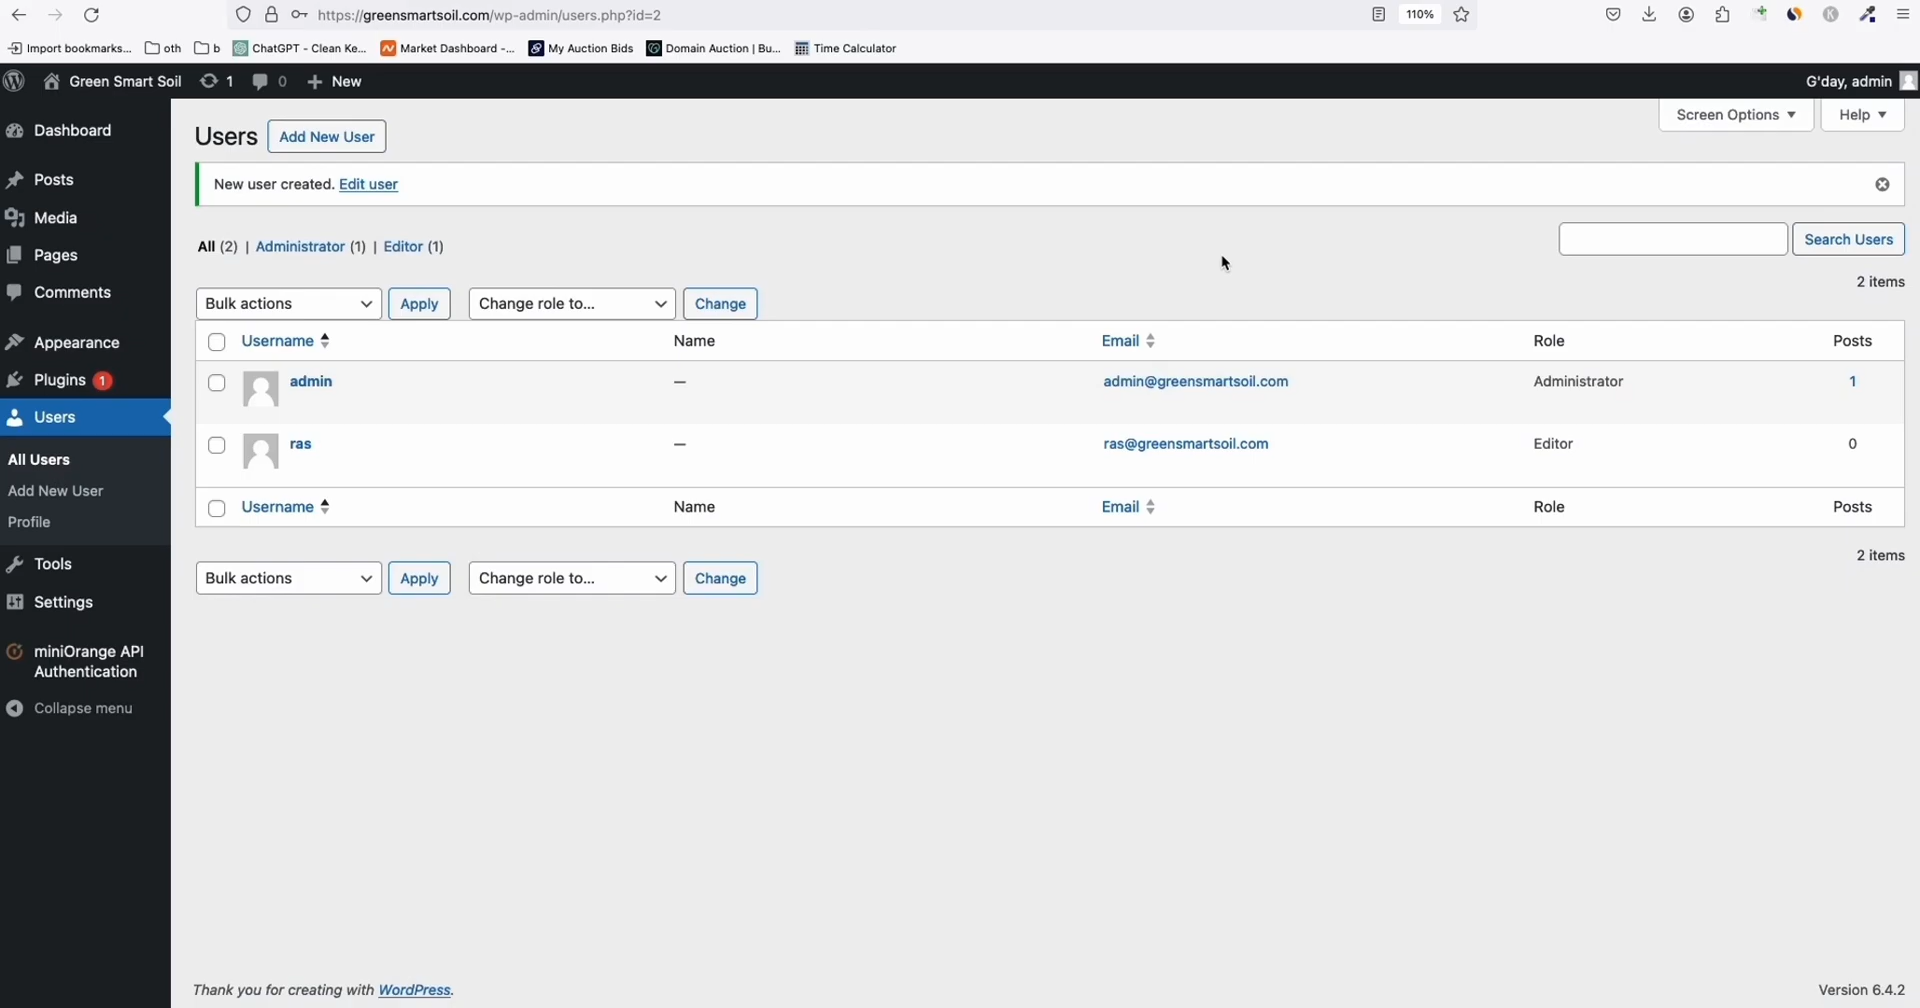 https://greensmartsoil.com/wp-admin/users.php?id=2
110%
Import bookmarks...
oth
b
ChatGPT - Clean Ke...
Market Dashboard -...
My Auction Bids
Domain Auction | Bu...
Time Calculator
Green Smart Soil
1
0
New
G'day, admin
Dashboard
Posts
Media
Pages
Comments
Appearance
Plugins 1
Users
All Users
Add New User
Profile
Tools
Settings
miniOrange API
Authentication
Collapse menu
Screen Options
Help
Users
Add New User
New user created. Edit user
All (2) | Administrator (1) | Editor (1)
Search Users
2 items
Bulk actions
Apply
Change role to...
Change
Username Name Email Role Posts
admin — admin@greensmartsoil.com Administrator 1
ras — ras@greensmartsoil.com Editor 0
Username Name Email Role Posts
2 items
Bulk actions
Apply
Change role to...
Change
Thank you for creating with WordPress.
Version 6.4.2